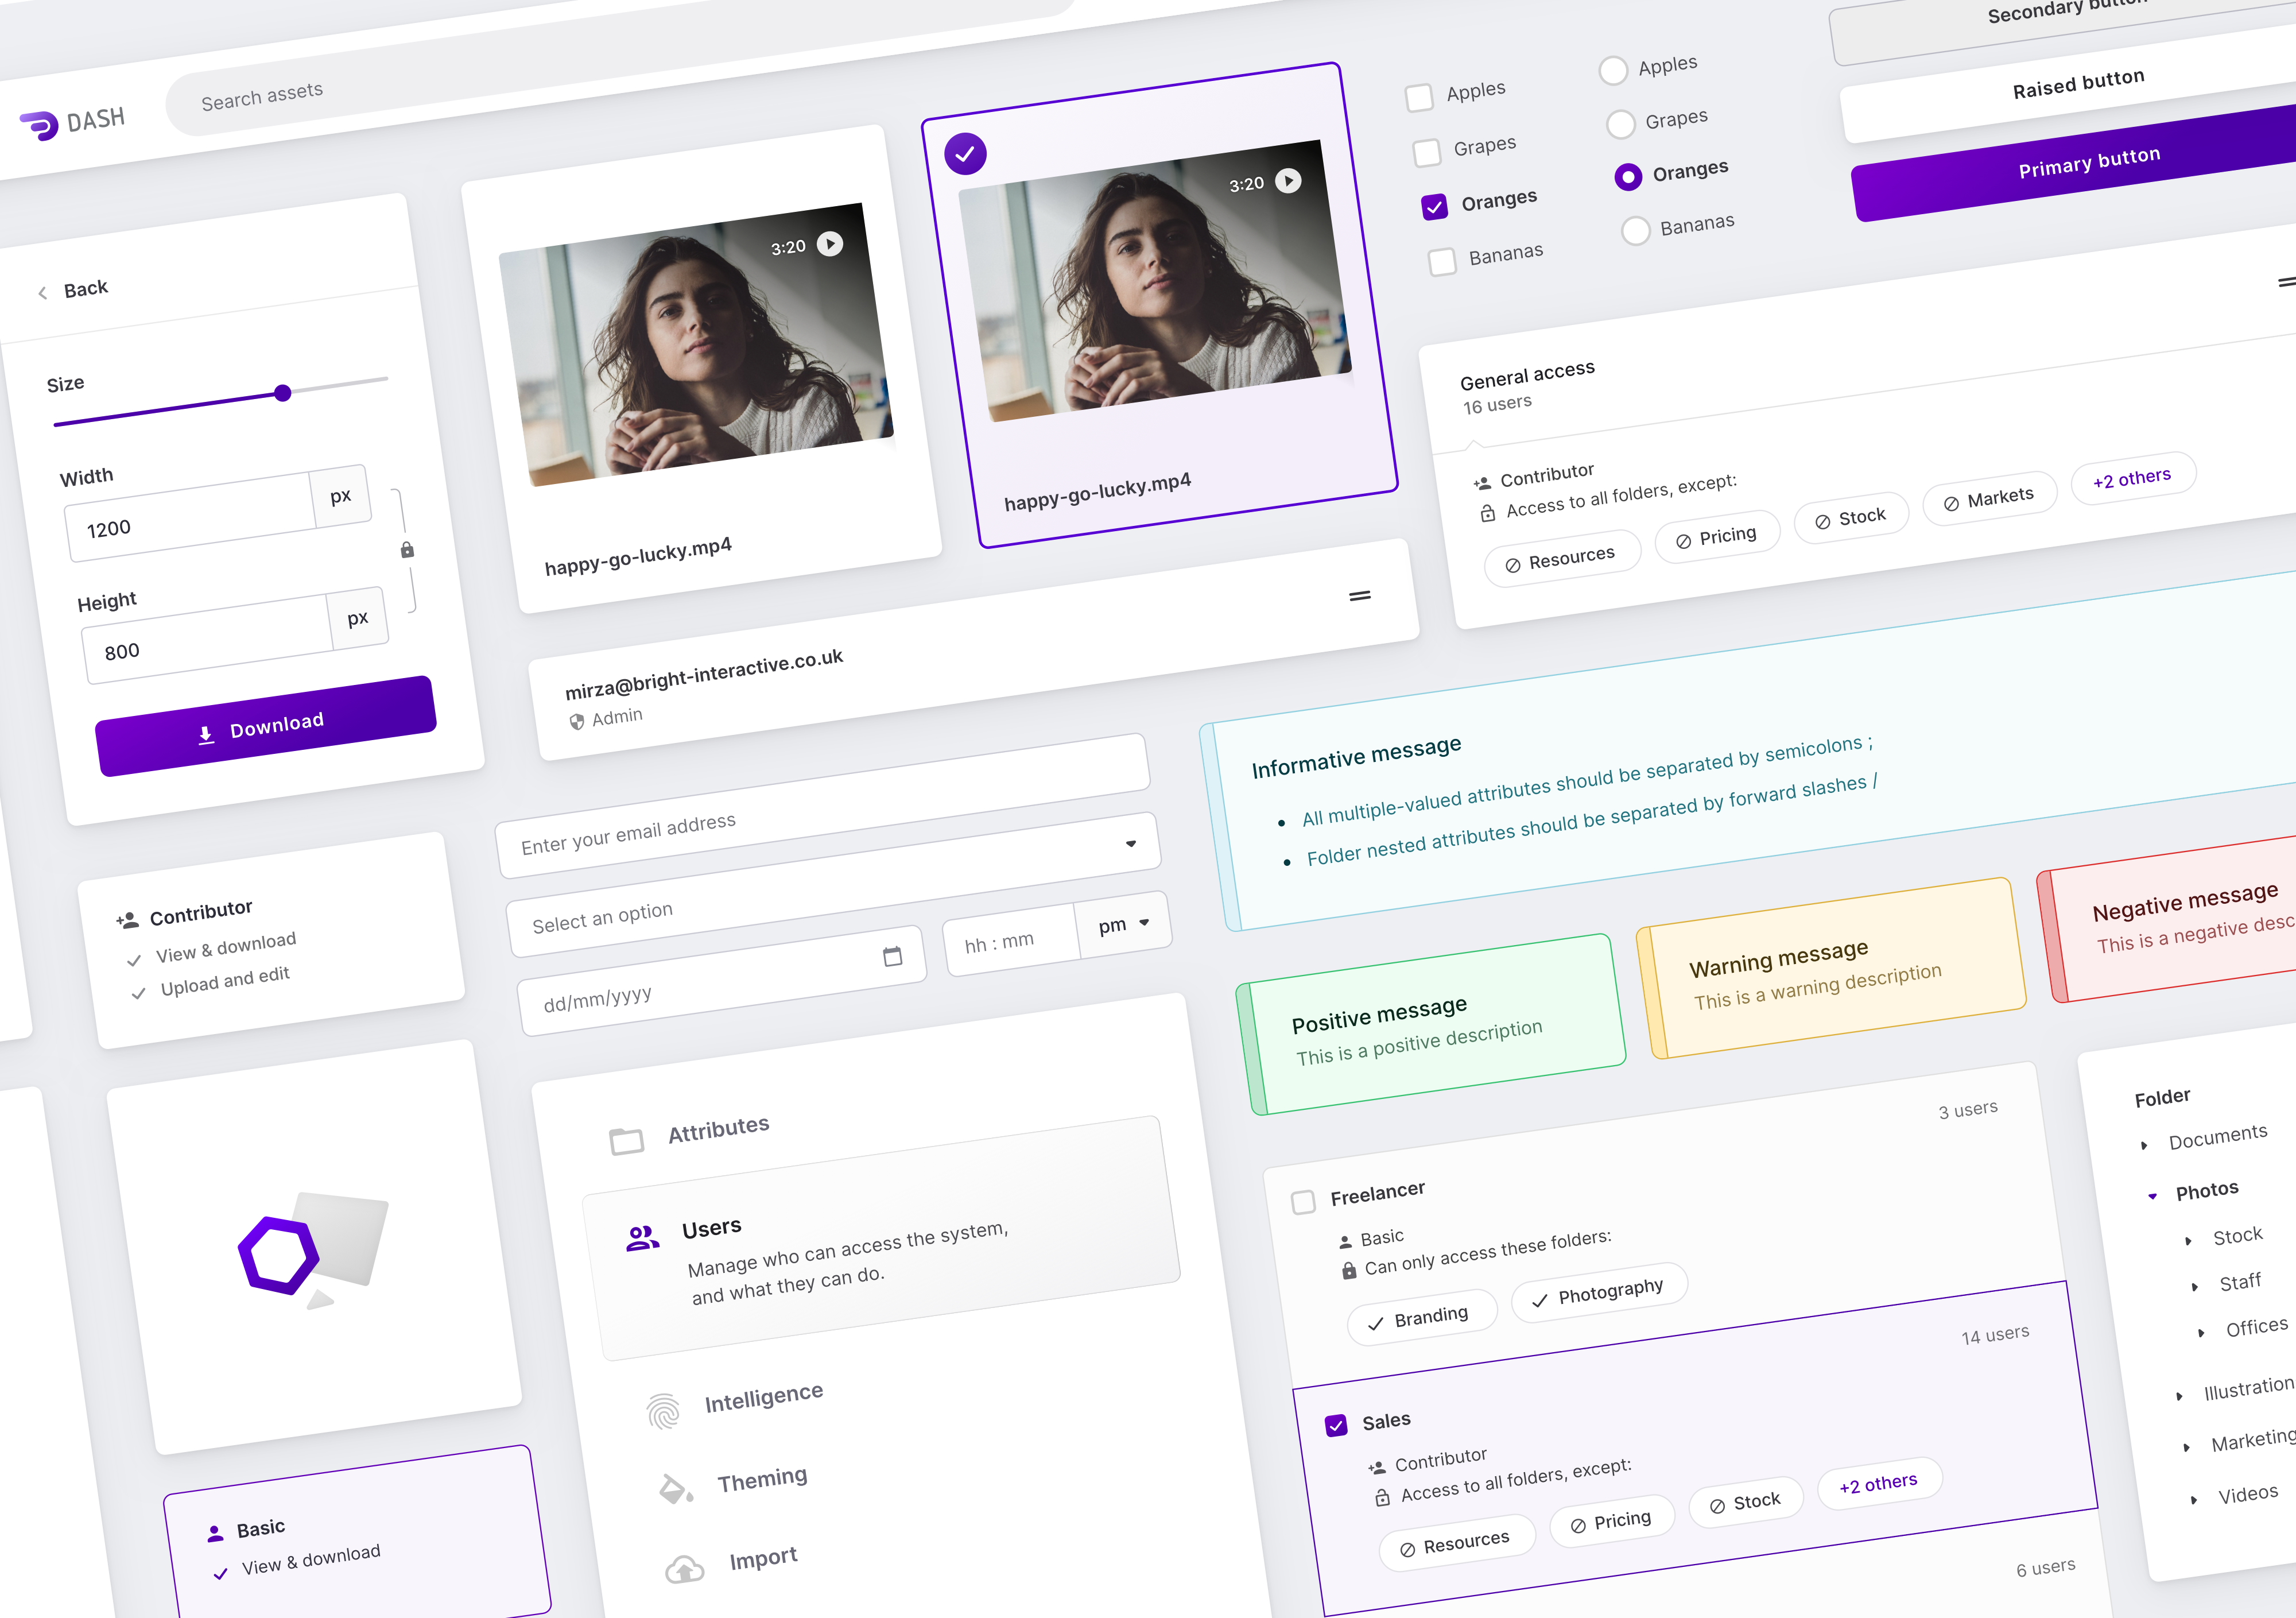 DASH
Search assets
Back
Size
Width
1200
px
Height
800
px
Download
3:20
happy-go-lucky.mp4
3:20
happy-go-lucky.mp4
Apples
Grapes
Oranges
Bananas
Apples
Grapes
Oranges
Bananas
Secondary button
Raised button
Primary button
General access
16 users
Contributor
Access to all folders, except:
Resources
Pricing
Stock
Markets
+2 others
mirza@bright-interactive.co.uk
Admin
Enter your email address
Select an option
dd/mm/yyyy
hh : mm
pm
Informative message
All multiple-valued attributes should be separated by semicolons ;
Folder nested attributes should be separated by forward slashes /
Positive message
This is a positive description
Warning message
This is a warning description
Negative message
This is a negative desc
Contributor
View & download
Upload and edit
Basic
View & download
Attributes
Users
Manage who can access the system,
and what they can do.
Intelligence
Theming
Import
3 users
Freelancer
Basic
Can only access these folders:
Branding
Photography
14 users
Sales
Contributor
Access to all folders, except:
Resources
Pricing
Stock
+2 others
6 users
Folder
Documents
Photos
Stock
Staff
Offices
Illustration
Marketing
Videos